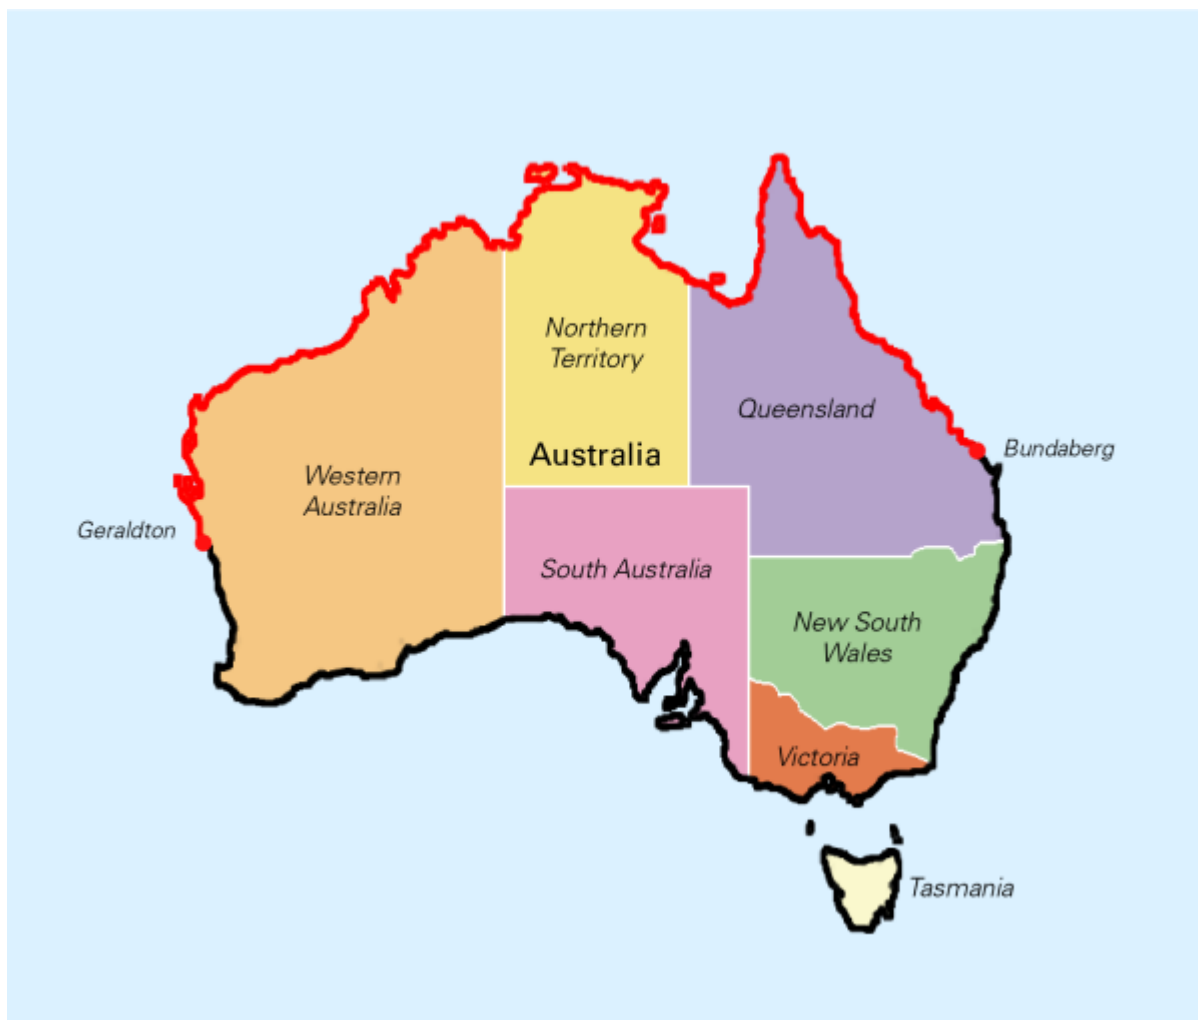 Northern
Territory
Queensland
Australia
Bundaberg
Western
Australia
Geraldton
South Australia
New South
Wales
Victoria
Tasmania